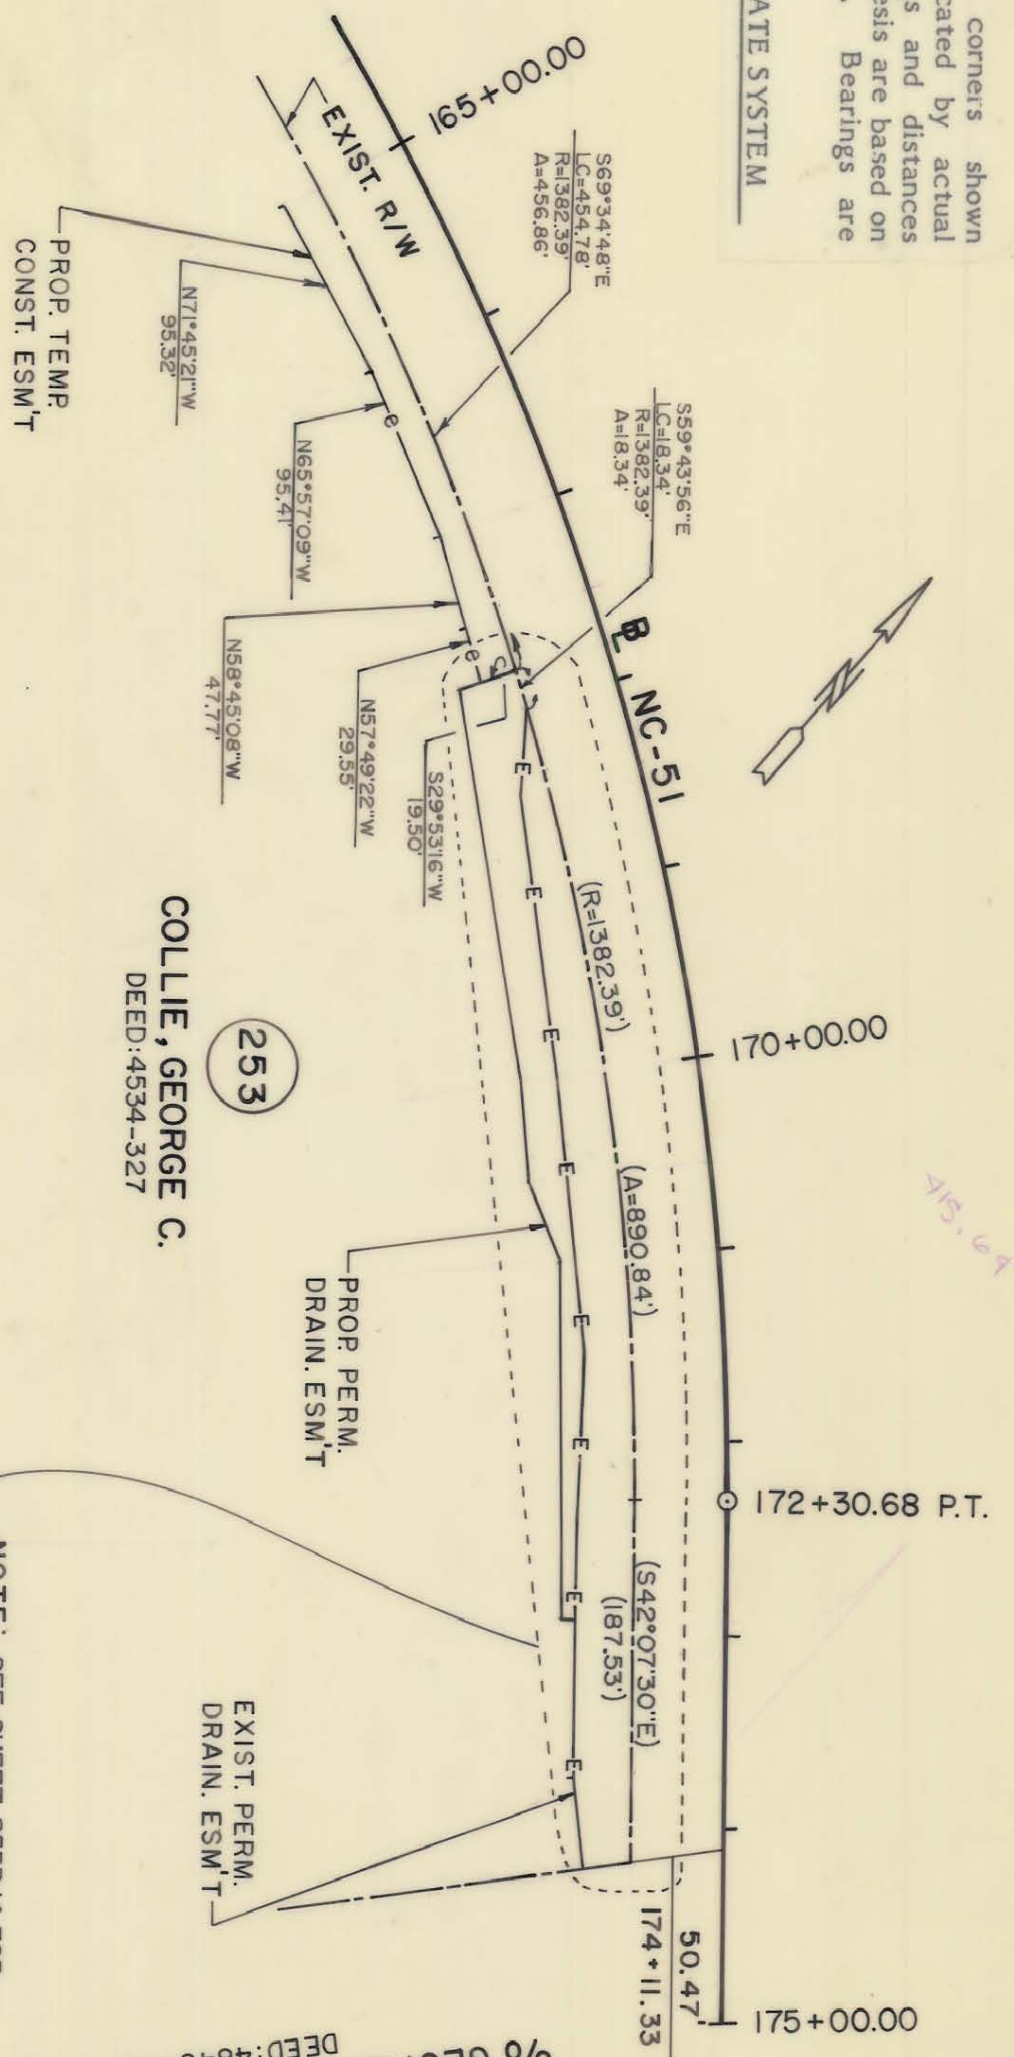 corners shown
cated by actual
s and distances
esis are based on
Bearings are
ATE SYSTEM
165+00.00
EXIST. R/W
S69°34'48"E
LC=454.78'
R=1382.39'
A=456.86'
S59°43'56"E
LC=18.34'
R=1382.39'
A=18.34'
PROP. TEMP.
CONST. ESM'T
N71°45'21"W
95.32'
N65°57'09"W
95.41'
N58°45'08"W
47.77'
N57°49'22"W
29.55'
S29°53'16"W
19.50'
e
e
C
BL NC-51
E
E
E
E
E
E
E
E
(R=1382.39')
170+00.00
(A=890.84')
415.64
253
COLLIE, GEORGE C.
DEED:4534-327
PROP. PERM.
DRAIN. ESM'T
172+30.68 P.T.
(S42°07'30"E)
(187.53')
EXIST. PERM.
DRAIN. ESM'T
50.47'
174+11.33
175+00.00